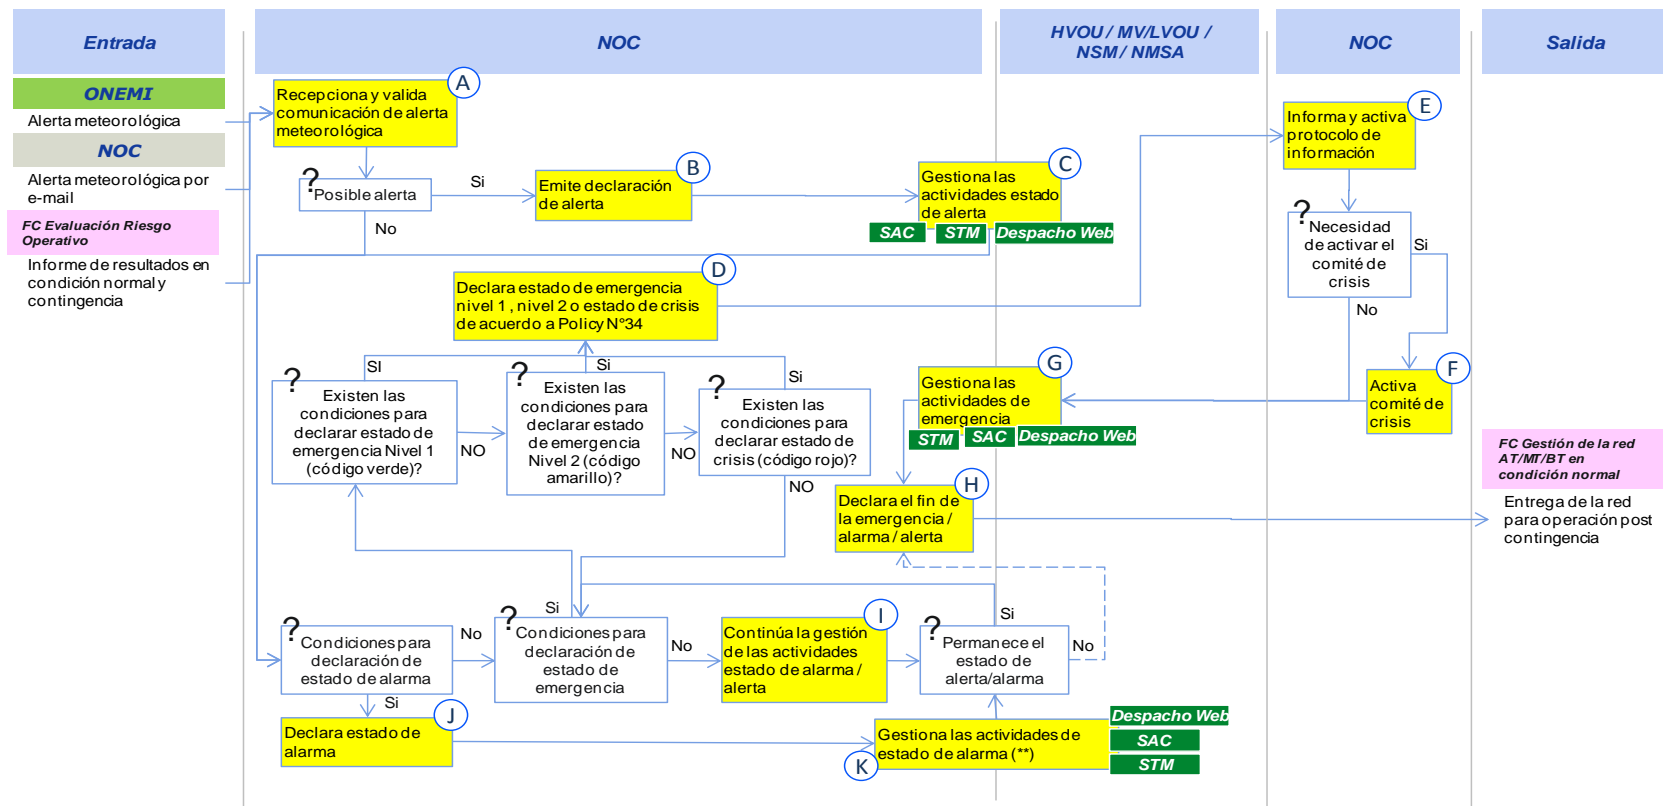 Entrada
NOC
HVOU / MV/LVOU /
NSM / NMSA
NOC
Salida
ONEMI
Alerta meteorológica
NOC
Alerta meteorológica por
e-mail
FC Evaluación Riesgo
Operativo
Informe de resultados en
condición normal y
contingencia
A
Recepciona y valida
comunicación de alerta
meteorológica
?
Posible alerta
Si
No
B
Emite declaración
de alerta
C
Gestiona las
actividades estado
de alerta
SAC
STM
Despacho Web
D
Declara estado de emergencia
nivel 1 , nivel 2 o estado de crisis
de acuerdo a Policy N°34
E
Informa y activa
protocolo de
información
?
Necesidad
de activar el
comité de
crisis
Si
No
F
Activa
comité de
crisis
SI
?
Existen las
condiciones para
declarar estado de
emergencia Nivel 1
(código verde)?
NO
Si
?
Existen las
condiciones para
declarar estado
de emergencia
Nivel 2 (código
amarillo)?
NO
Si
?
Existen las
condiciones para
declarar estado de
crisis (código rojo)?
NO
G
Gestiona las
actividades de
emergencia
STM
SAC
Despacho Web
H
Declara el fin de
la emergencia /
alarma / alerta
FC Gestión de la red
AT/MT/BT en
condición normal
Entrega de la red
para operación post
contingencia
?
Condiciones para
declaración de
estado de alarma
No
Si
?
Si
Condiciones para
declaración de
estado de
emergencia
No
I
Continúa la gestión
de las actividades
estado de alarma /
alerta
?
Si
Permanece el
estado de
alerta/alarma
No
J
Declara estado de
alarma
K
Gestiona las actividades de
estado de alarma (**)
Despacho Web
SAC
STM